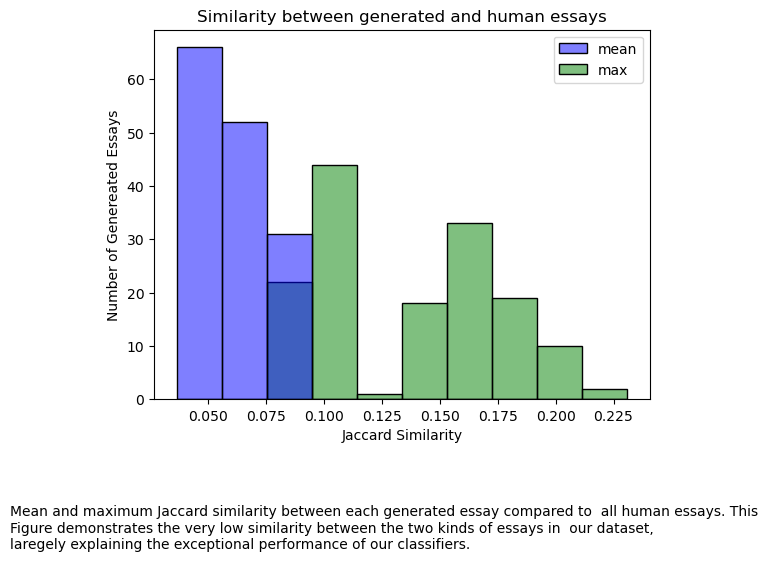 Similarity between generated and human essays
mean
max
60
50
40
30
20
10
0
Number of Genereated Essays
0.050 0.075 0.100 0.125 0.150 0.175 0.200 0.225
Jaccard Similarity
Mean and maximum Jaccard similarity between each generated essay compared to  all human essays. This
Figure demonstrates the very low similarity between the two kinds of essays in  our dataset,
laregely explaining the exceptional performance of our classifiers.